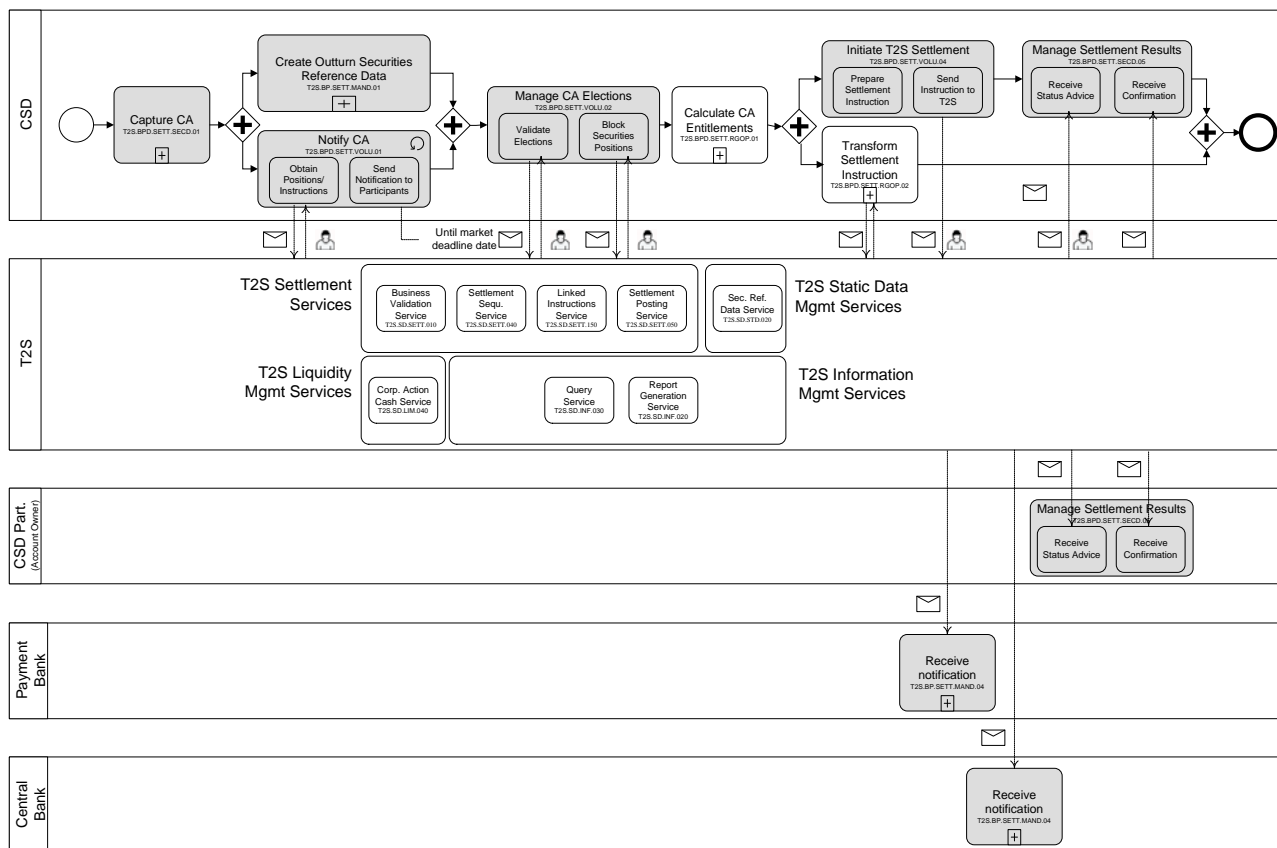 CSD
Capture CA
T2S.BPD.SETT.SECD.01
Create Outturn Securities
Reference Data
T2S.BP.SETT.MAND.01
Notify CA
T2S.BPD.SETT.VOLU.01
Obtain
Positions/
Instructions
Send
Notification to
Participants
Until market
deadline date
Manage CA Elections
T2S.BPD.SETT.VOLU.02
Validate
Elections
Block
Securities
Positions
Calculate CA
Entitlements
T2S.BPD.SETT.RGOP.01
Initiate T2S Settlement
T2S.BPD.SETT.VOLU.04
Prepare
Settlement
Instruction
Send
Instruction to
T2S
Transform
Settlement
Instruction
T2S.BPD.SETT.RGOP.02
Manage Settlement Results
T2S.BPD.SETT.SECD.05
Receive
Status Advice
Receive
Confirmation
T2S
T2S Settlement
Services
Business
Validation
Service
T2S.SD.SETT.010
Settlement
Sequ.
Service
T2S.SD.SETT.040
Linked
Instructions
Service
T2S.SD.SETT.150
Settlement
Posting
Service
T2S.SD.SETT.050
Sec. Ref.
Data Service
T2S.SD.STD.020
T2S Static Data
Mgmt Services
T2S Liquidity
Mgmt Services
Corp. Action
Cash Service
T2S.SD.LIM.040
Query
Service
T2S.SD.INF.030
Report
Generation
Service
T2S.SD.INF.020
T2S Information
Mgmt Services
CSD Part.
(Account Owner)
Manage Settlement Results
Receive
Status Advice
Receive
Confirmation
Payment
Bank
Receive
notification
T2S.BP.SETT.MAND.04
Central
Bank
Receive
notification
T2S.BP.SETT.MAND.04